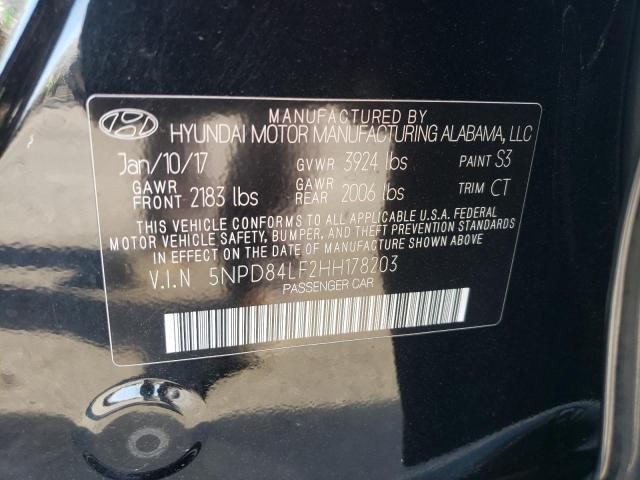 MANUFACTURED BY
HYUNDAI MOTOR MANUFACTURING ALABAMA, LLC
Jan/10/17 GVWR 3924 lbs PAINT S3
GAWR FRONT 2183 lbs GAWR REAR 2006 lbs TRIM CT
THIS VEHICLE CONFORMS TO ALL APPLICABLE U.S.A. FEDERAL
MOTOR VEHICLE SAFETY, BUMPER, AND THEFT PREVENTION STANDARDS
IN EFFECT ON THE DATE OF MANUFACTURE SHOWN ABOVE.
V.I.N 5NPD84LF2HH178203
PASSENGER CAR